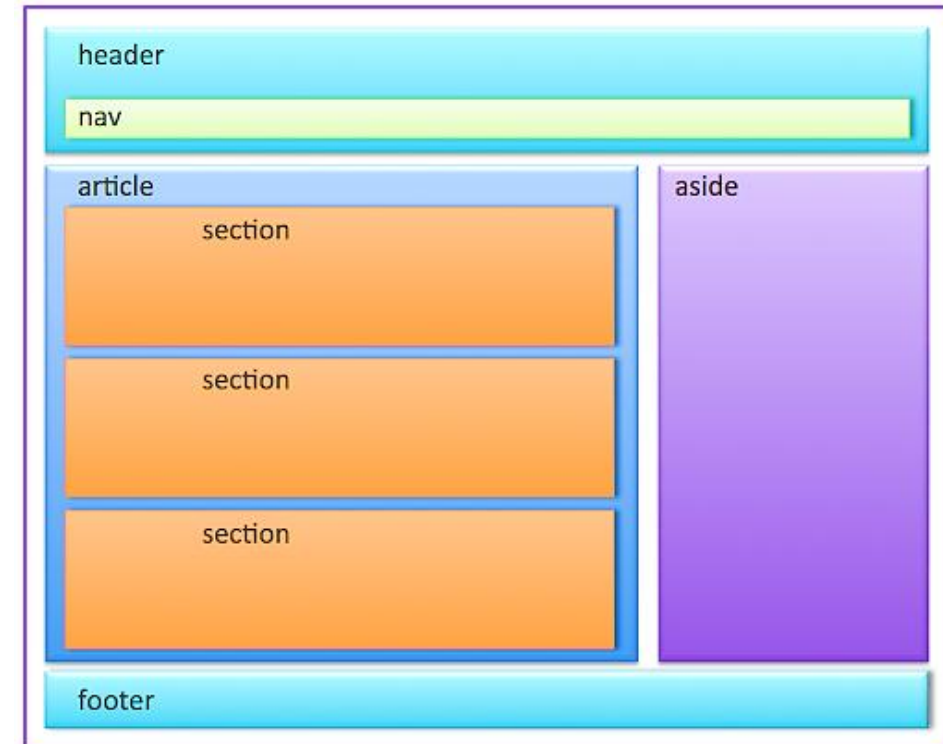 header
nav
article
section
section
section
aside
footer